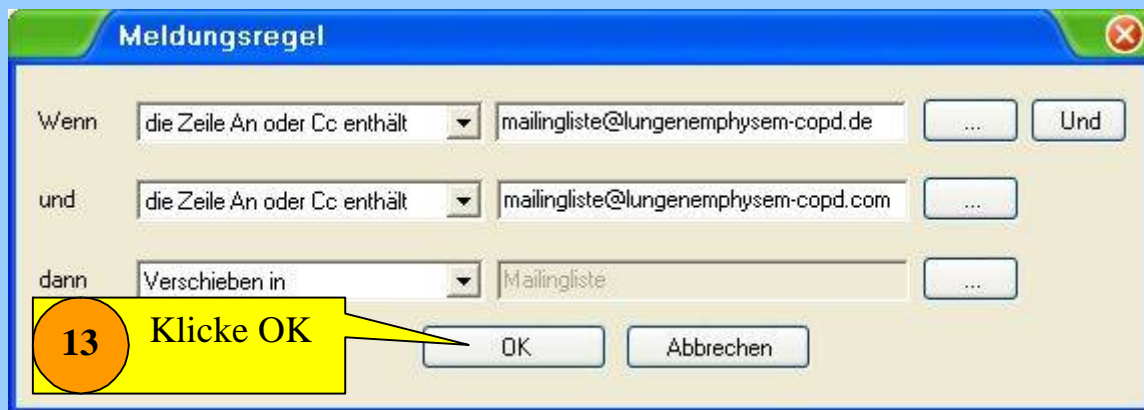 Meldungsregel
Wenn die Zeile An oder Cc enthält mailingliste@lungenemphysem-copd.de ... Und
und die Zeile An oder Cc enthält mailingliste@lungenemphysem-copd.com ...
dann Verschieben in Mailingliste ...
13 Klicke OK
OK Abbrechen